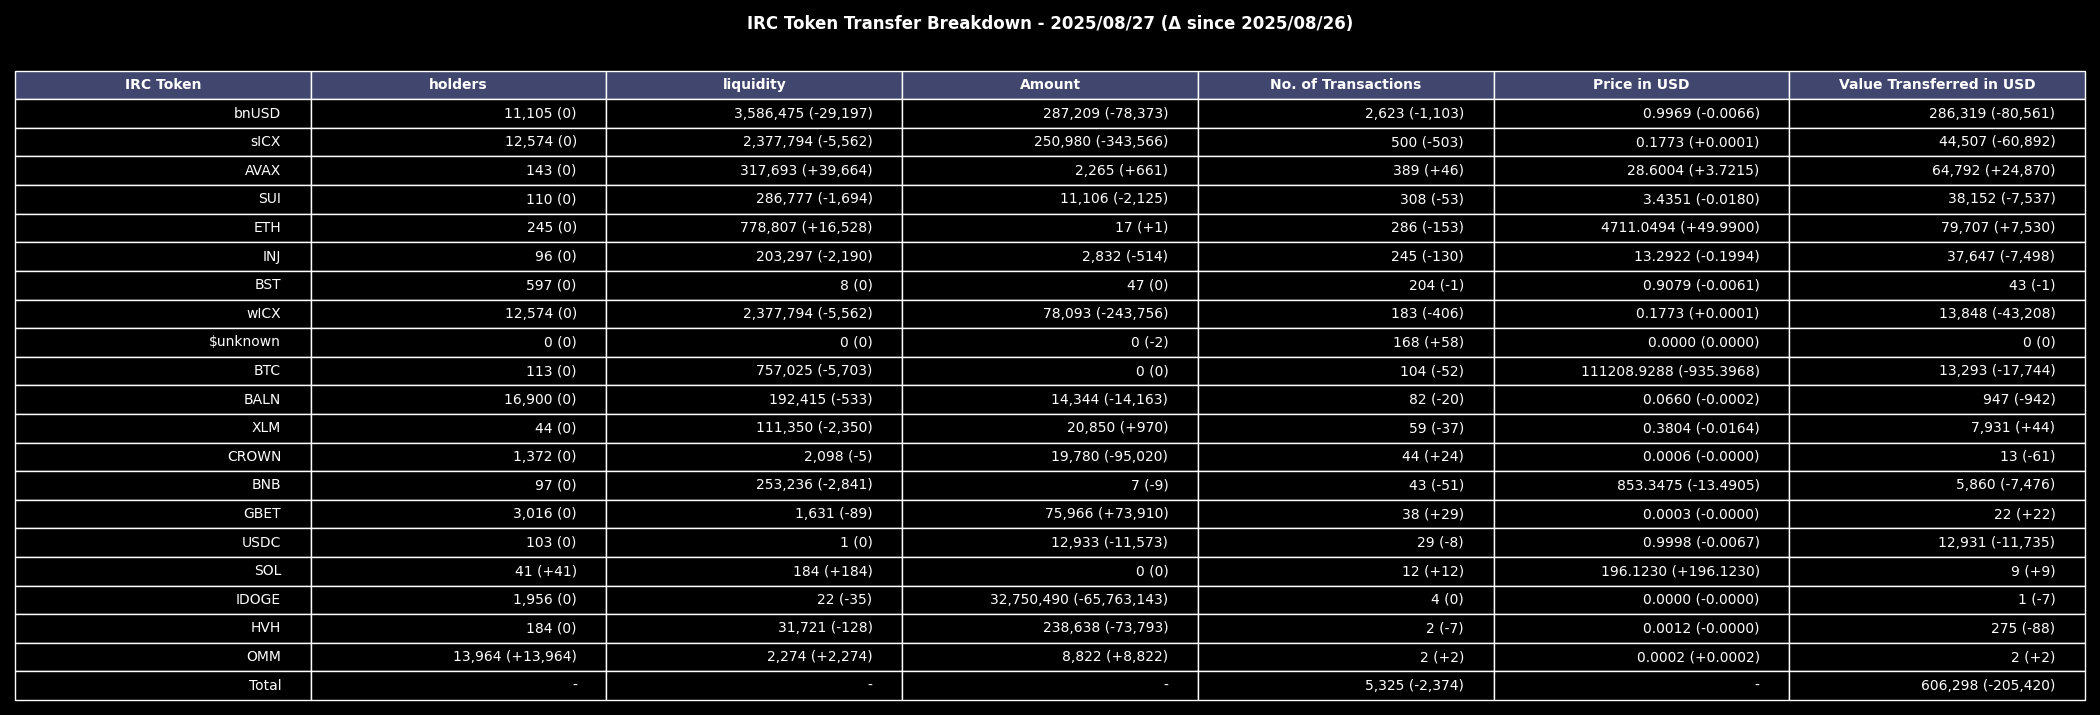 IRC Token Transfer Breakdown - 2025/08/27 (Δ since 2025/08/26)
IRC Token holders liquidity Amount No. of Transactions Price in USD Value Transferred in USD
bnUSD 11,105 (0) 3,586,475 (-29,197) 287,209 (-78,373) 2,623 (-1,103) 0.9969 (-0.0066) 286,319 (-80,561)
sICX 12,574 (0) 2,377,794 (-5,562) 250,980 (-343,566) 500 (-503) 0.1773 (+0.0001) 44,507 (-60,892)
AVAX 143 (0) 317,693 (+39,664) 2,265 (+661) 389 (+46) 28.6004 (+3.7215) 64,792 (+24,870)
SUI 110 (0) 286,777 (-1,694) 11,106 (-2,125) 308 (-53) 3.4351 (-0.0180) 38,152 (-7,537)
ETH 245 (0) 778,807 (+16,528) 17 (+1) 286 (-153) 4711.0494 (+49.9900) 79,707 (+7,530)
INJ 96 (0) 203,297 (-2,190) 2,832 (-514) 245 (-130) 13.2922 (-0.1994) 37,647 (-7,498)
BST 597 (0) 8 (0) 47 (0) 204 (-1) 0.9079 (-0.0061) 43 (-1)
wICX 12,574 (0) 2,377,794 (-5,562) 78,093 (-243,756) 183 (-406) 0.1773 (+0.0001) 13,848 (-43,208)
$unknown 0 (0) 0 (0) 0 (-2) 168 (+58) 0.0000 (0.0000) 0 (0)
BTC 113 (0) 757,025 (-5,703) 0 (0) 104 (-52) 111208.9288 (-935.3968) 13,293 (-17,744)
BALN 16,900 (0) 192,415 (-533) 14,344 (-14,163) 82 (-20) 0.0660 (-0.0002) 947 (-942)
XLM 44 (0) 111,350 (-2,350) 20,850 (+970) 59 (-37) 0.3804 (-0.0164) 7,931 (+44)
CROWN 1,372 (0) 2,098 (-5) 19,780 (-95,020) 44 (+24) 0.0006 (-0.0000) 13 (-61)
BNB 97 (0) 253,236 (-2,841) 7 (-9) 43 (-51) 853.3475 (-13.4905) 5,860 (-7,476)
GBET 3,016 (0) 1,631 (-89) 75,966 (+73,910) 38 (+29) 0.0003 (-0.0000) 22 (+22)
USDC 103 (0) 1 (0) 12,933 (-11,573) 29 (-8) 0.9998 (-0.0067) 12,931 (-11,735)
SOL 41 (+41) 184 (+184) 0 (0) 12 (+12) 196.1230 (+196.1230) 9 (+9)
IDOGE 1,956 (0) 22 (-35) 32,750,490 (-65,763,143) 4 (0) 0.0000 (-0.0000) 1 (-7)
HVH 184 (0) 31,721 (-128) 238,638 (-73,793) 2 (-7) 0.0012 (-0.0000) 275 (-88)
OMM 13,964 (+13,964) 2,274 (+2,274) 8,822 (+8,822) 2 (+2) 0.0002 (+0.0002) 2 (+2)
Total - - - 5,325 (-2,374) - 606,298 (-205,420)